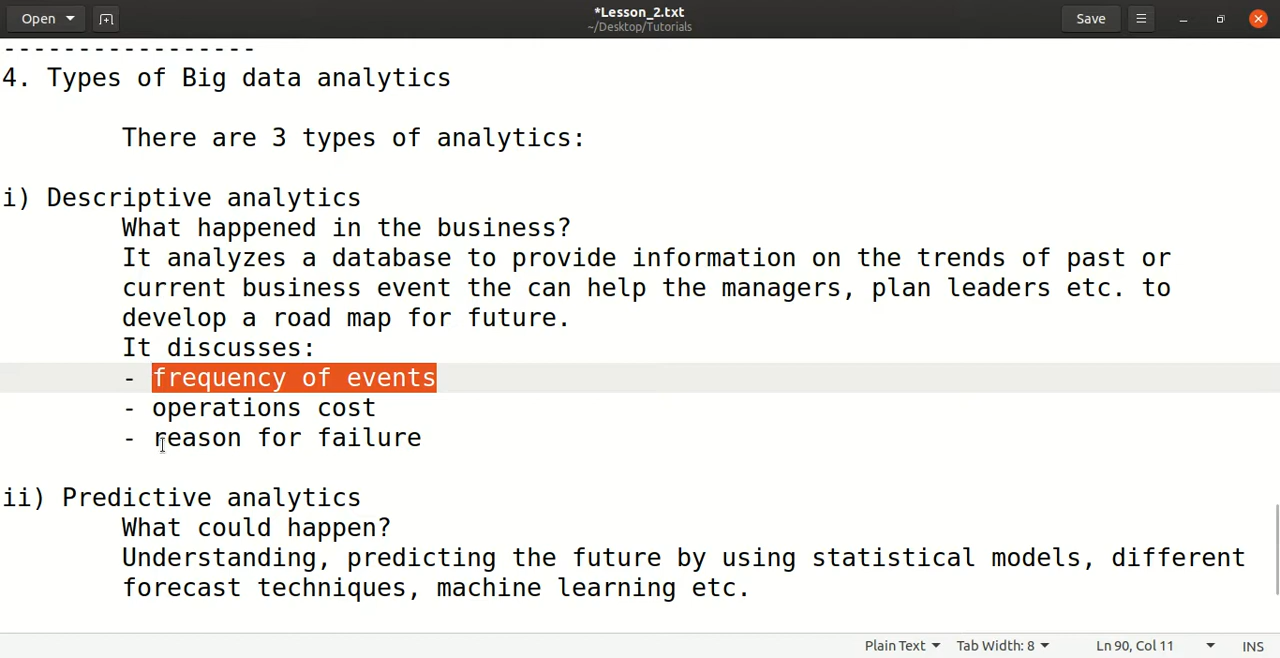 Open
*Lesson_2.txt
~/Desktop/Tutorials
Save
-----------------
4. Types of Big data analytics
There are 3 types of analytics:
i) Descriptive analytics
What happened in the business?
It analyzes a database to provide information on the trends of past or
current business event the can help the managers, plan leaders etc. to
develop a road map for future.
It discusses:
- frequency of events
- operations cost
- reason for failure
ii) Predictive analytics
What could happen?
Understanding, predicting the future by using statistical models, different
forecast techniques, machine learning etc.
Plain Text
Tab Width: 8
Ln 90, Col 11
INS